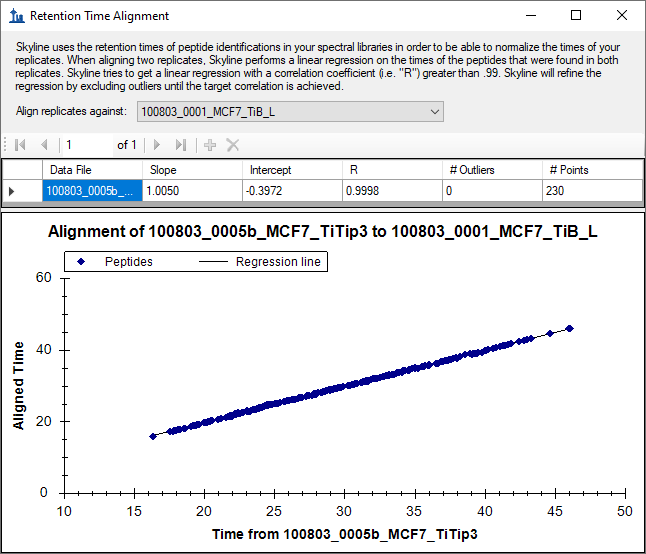 Retention Time Alignment
Skyline uses the retention times of peptide identifications in your spectral libraries in order to be able to normalize the times of your
replicates. When aligning two replicates, Skyline performs a linear regression on the times of the peptides that were found in both
replicates. Skyline tries to get a linear regression with a correlation coefficient (i.e. "R") greater than .99. Skyline will refine the
regression by excluding outliers until the target correlation is achieved.
Align replicates against: 100803_0001_MCF7_TiB_L
1 of 1
Data File Slope Intercept R # Outliers # Points
100803_0005b_... 1.0050 -0.3972 0.9998 0 230
Alignment of 100803_0005b_MCF7_TiTip3 to 100803_0001_MCF7_TiB_L
Peptides Regression line
60
40
20
0
Aligned Time
10 15 20 25 30 35 40 45 50
Time from 100803_0005b_MCF7_TiTip3